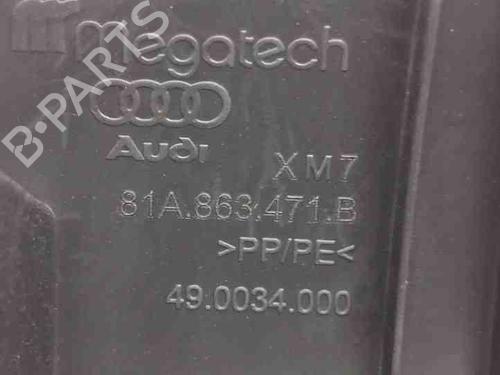 megatech
Audi
XM7
81A.863.471.B
>PP/PE<
49.0034.000
B-PARTS